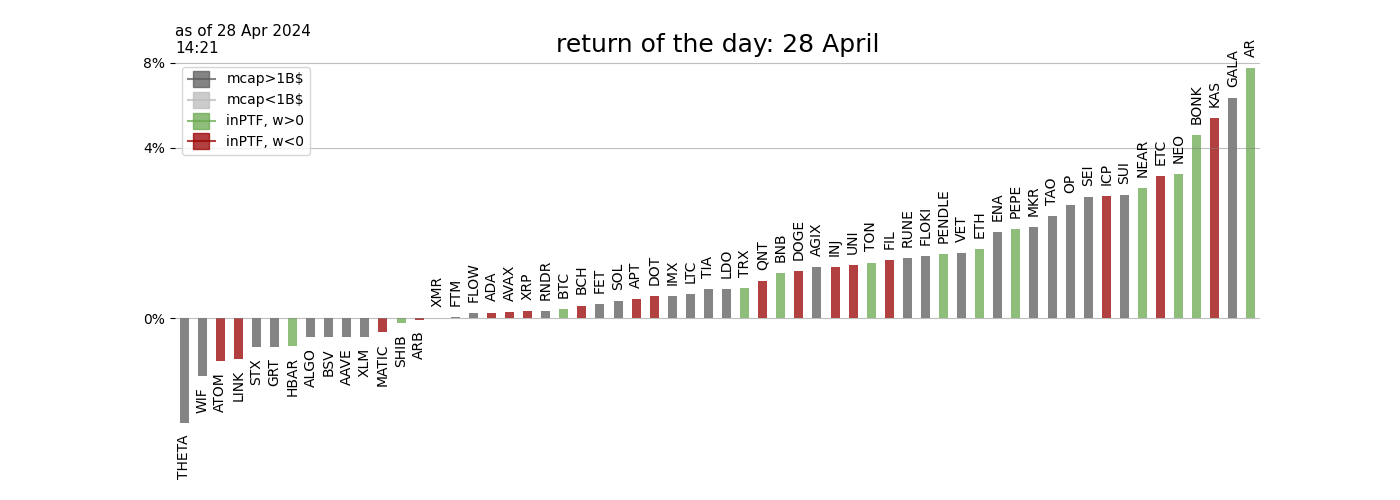 as of 28 Apr 2024
14:21
return of the day: 28 April
8%
4%
0%
mcap>1B$
mcap<1B$
inPTF, w>0
inPTF, w<0
THETA
WIF
ATOM
LINK
STX
GRT
HBAR
ALGO
BSV
AAVE
XLM
MATIC
SHIB
ARB
XMR
FTM
FLOW
ADA
AVAX
XRP
RNDR
BTC
BCH
FET
SOL
APT
DOT
IMX
LTC
TIA
LDO
TRX
QNT
BNB
DOGE
AGIX
INJ
UNI
TON
FIL
RUNE
FLOKI
PENDLE
VET
ETH
ENA
PEPE
MKR
TAO
OP
SEI
ICP
SUI
NEAR
ETC
NEO
BONK
KAS
GALA
AR